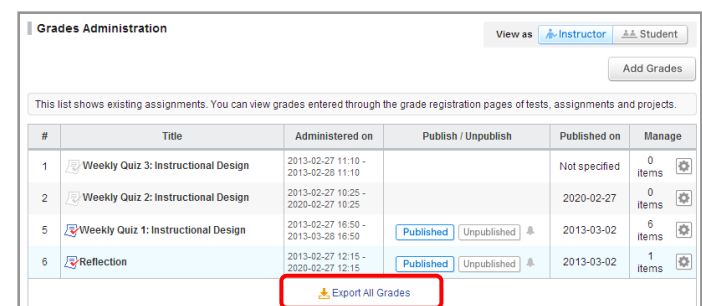 Grades Administration
View as Instructor Student
Add Grades
This list shows existing assignments. You can view grades entered through the grade registration pages of tests, assignments and projects.
# Title Administered on Publish / Unpublish Published on Manage
1 Weekly Quiz 3: Instructional Design 2013-02-27 11:10 - 2013-02-28 11:10 Not specified 0 items
2 Weekly Quiz 2: Instructional Design 2013-02-27 10:25 - 2020-02-27 10:25 2020-02-27 0 items
5 Weekly Quiz 1: Instructional Design 2013-02-27 16:50 - 2013-03-28 16:50 Published Unpublished 2013-03-02 6 items
6 Reflection 2013-02-27 12:15 - 2020-02-27 12:15 Published Unpublished 2013-03-02 1 items
Export All Grades